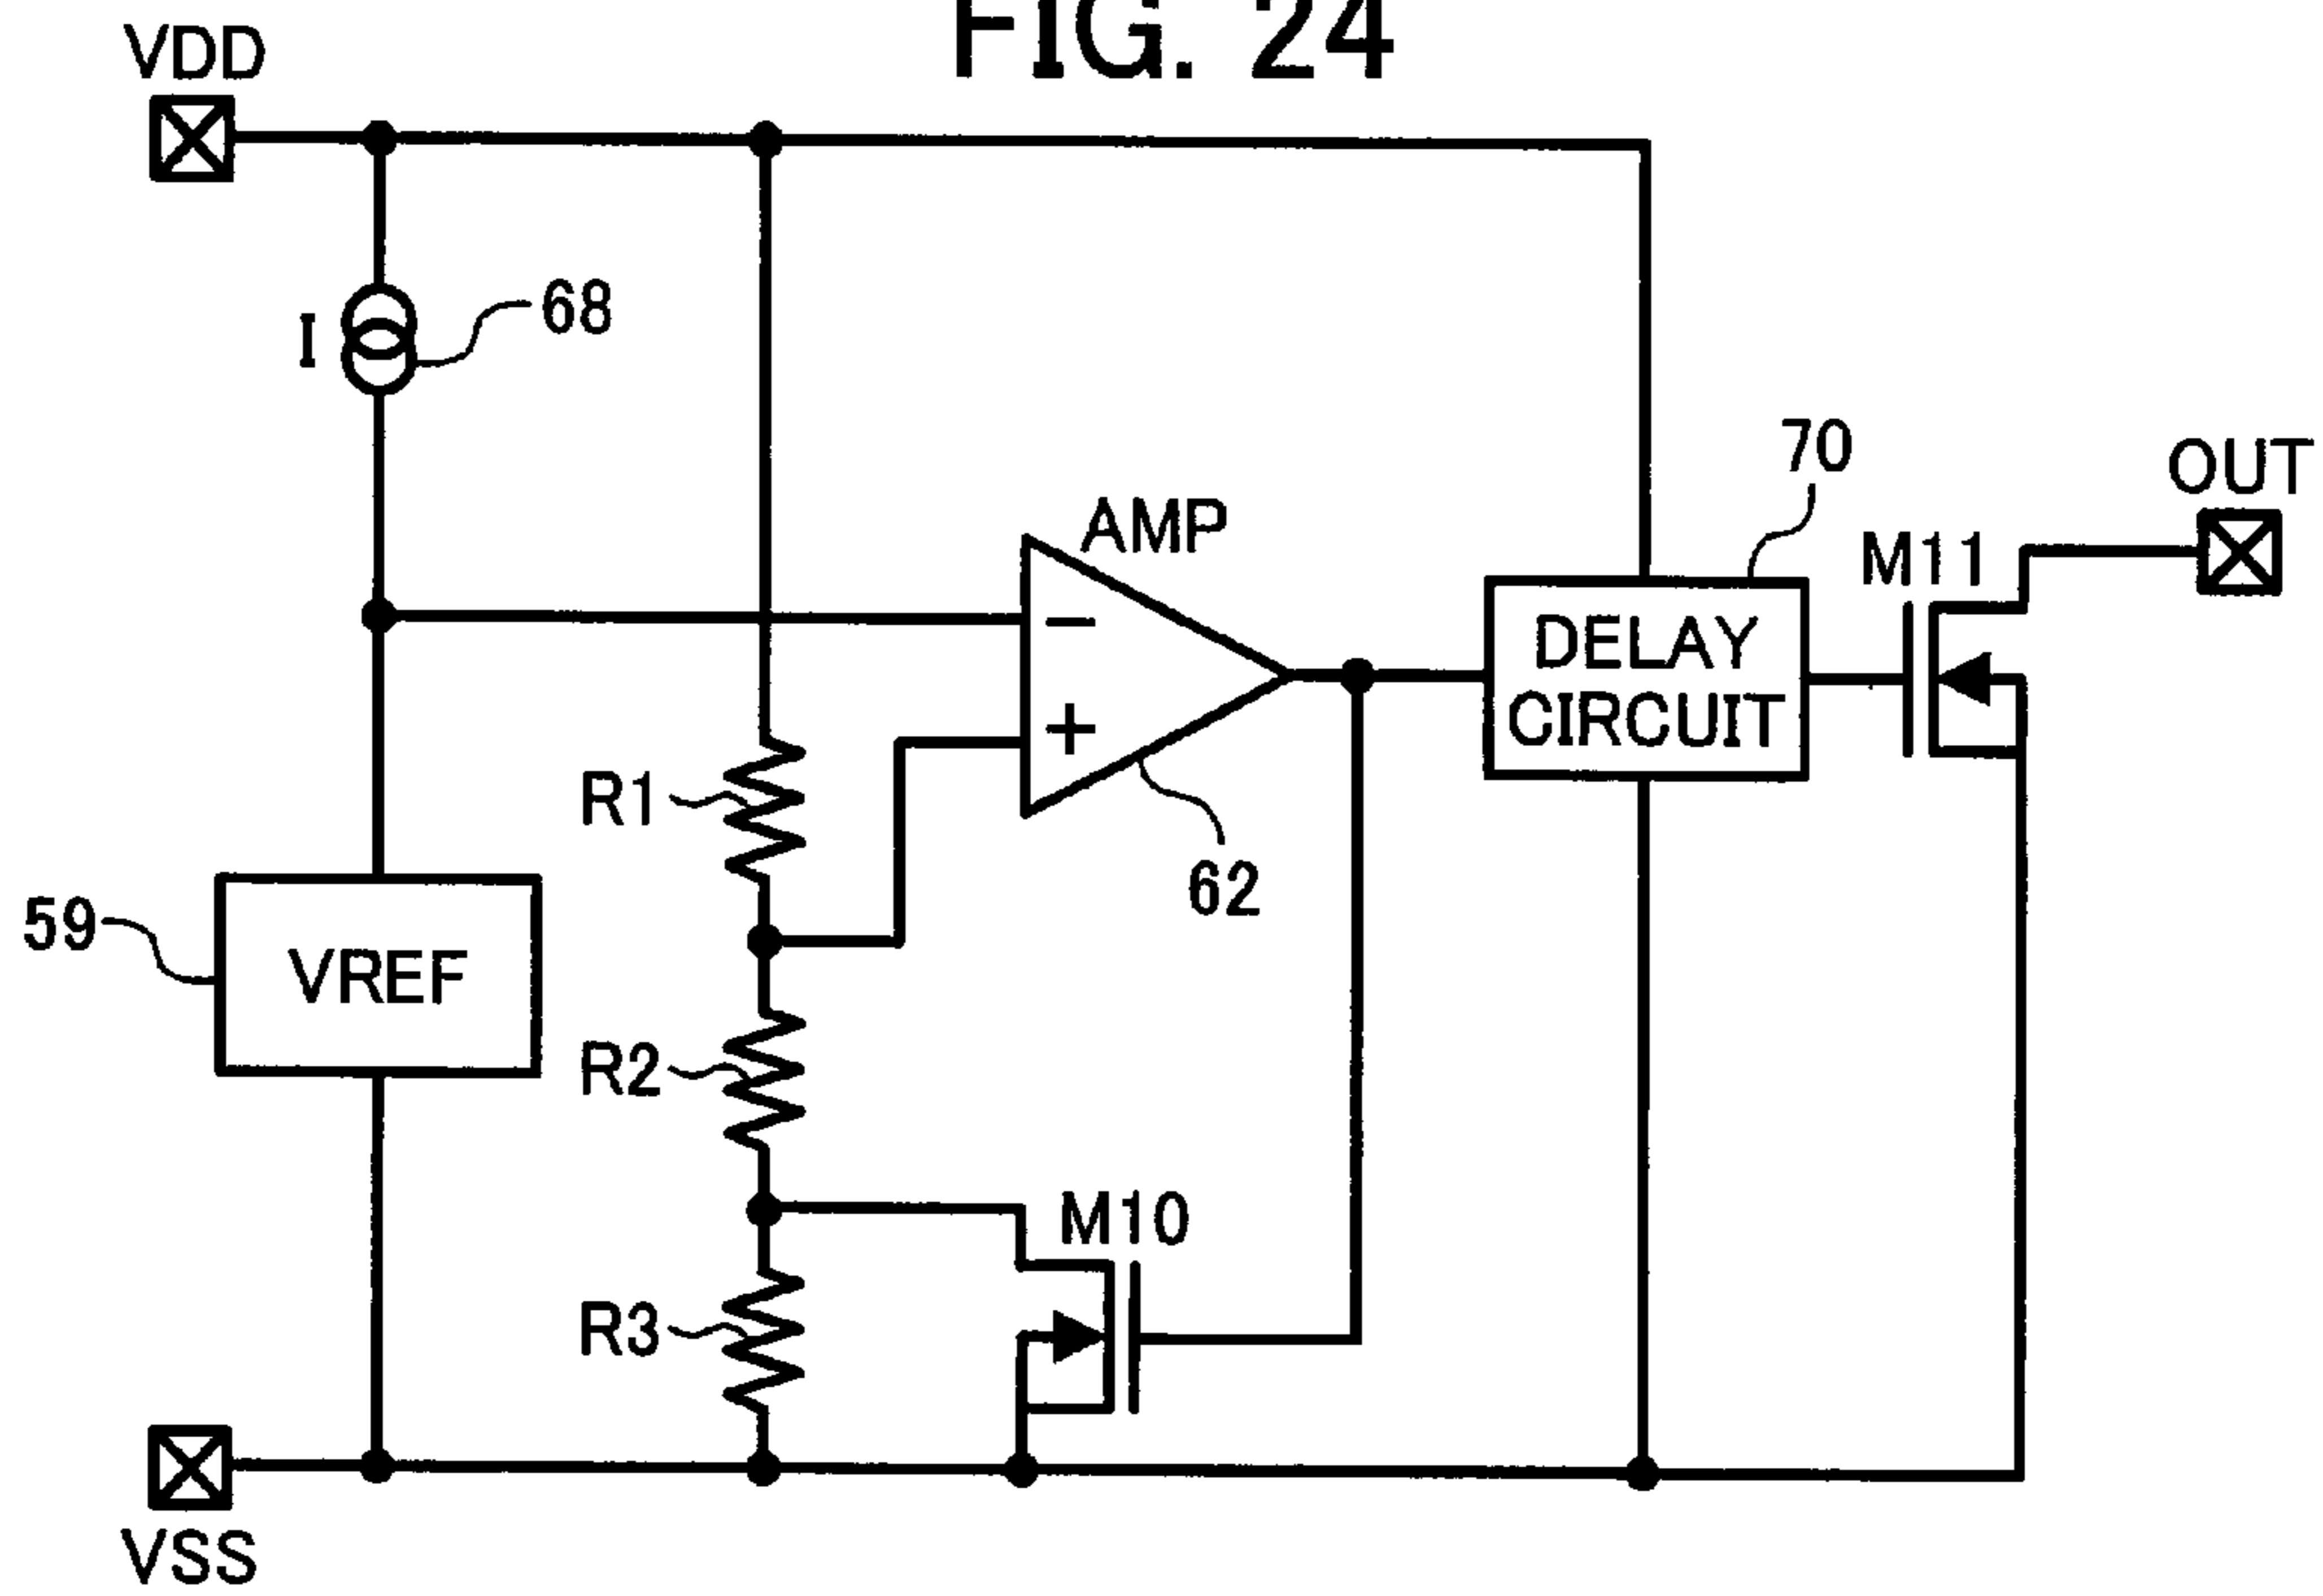 FIG. 24
VDD
I
68
70
OUT
AMP
M11
−
+
DELAY
CIRCUIT
R1
62
59
VREF
R2
M10
R3
VSS